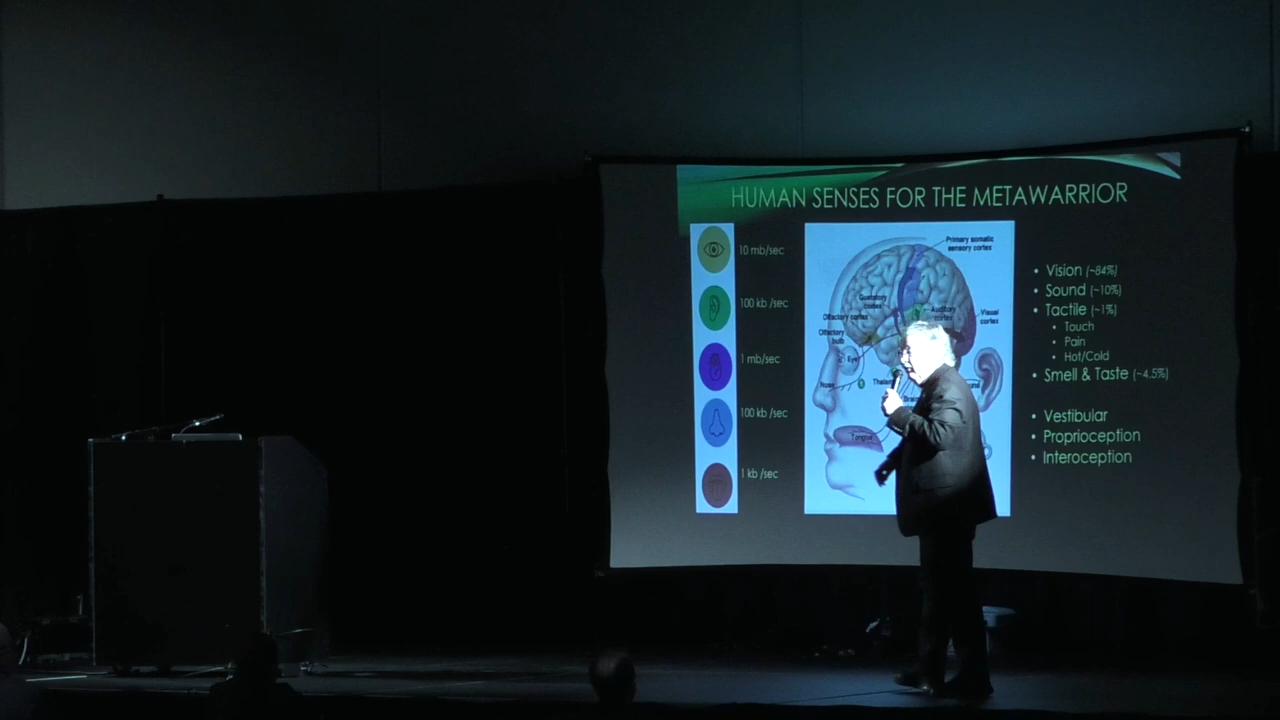 HUMAN SENSES FOR THE METAWARRIOR
10 mb/sec
100 kb /sec
1 mb/sec
100 kb /sec
1 kb /sec
Primary somatic
sensory cortex
Gustatory
cortex
Olfactory cortex
Auditory
cortex
Visual
cortex
Olfactory
bulb
Eye
Nose
Tongue
• Vision (~84%)
• Sound (~10%)
• Tactile (~1%)
• Touch
• Pain
• Hot/Cold
• Smell & Taste (~4.5%)
• Vestibular
• Proprioception
• Interoception